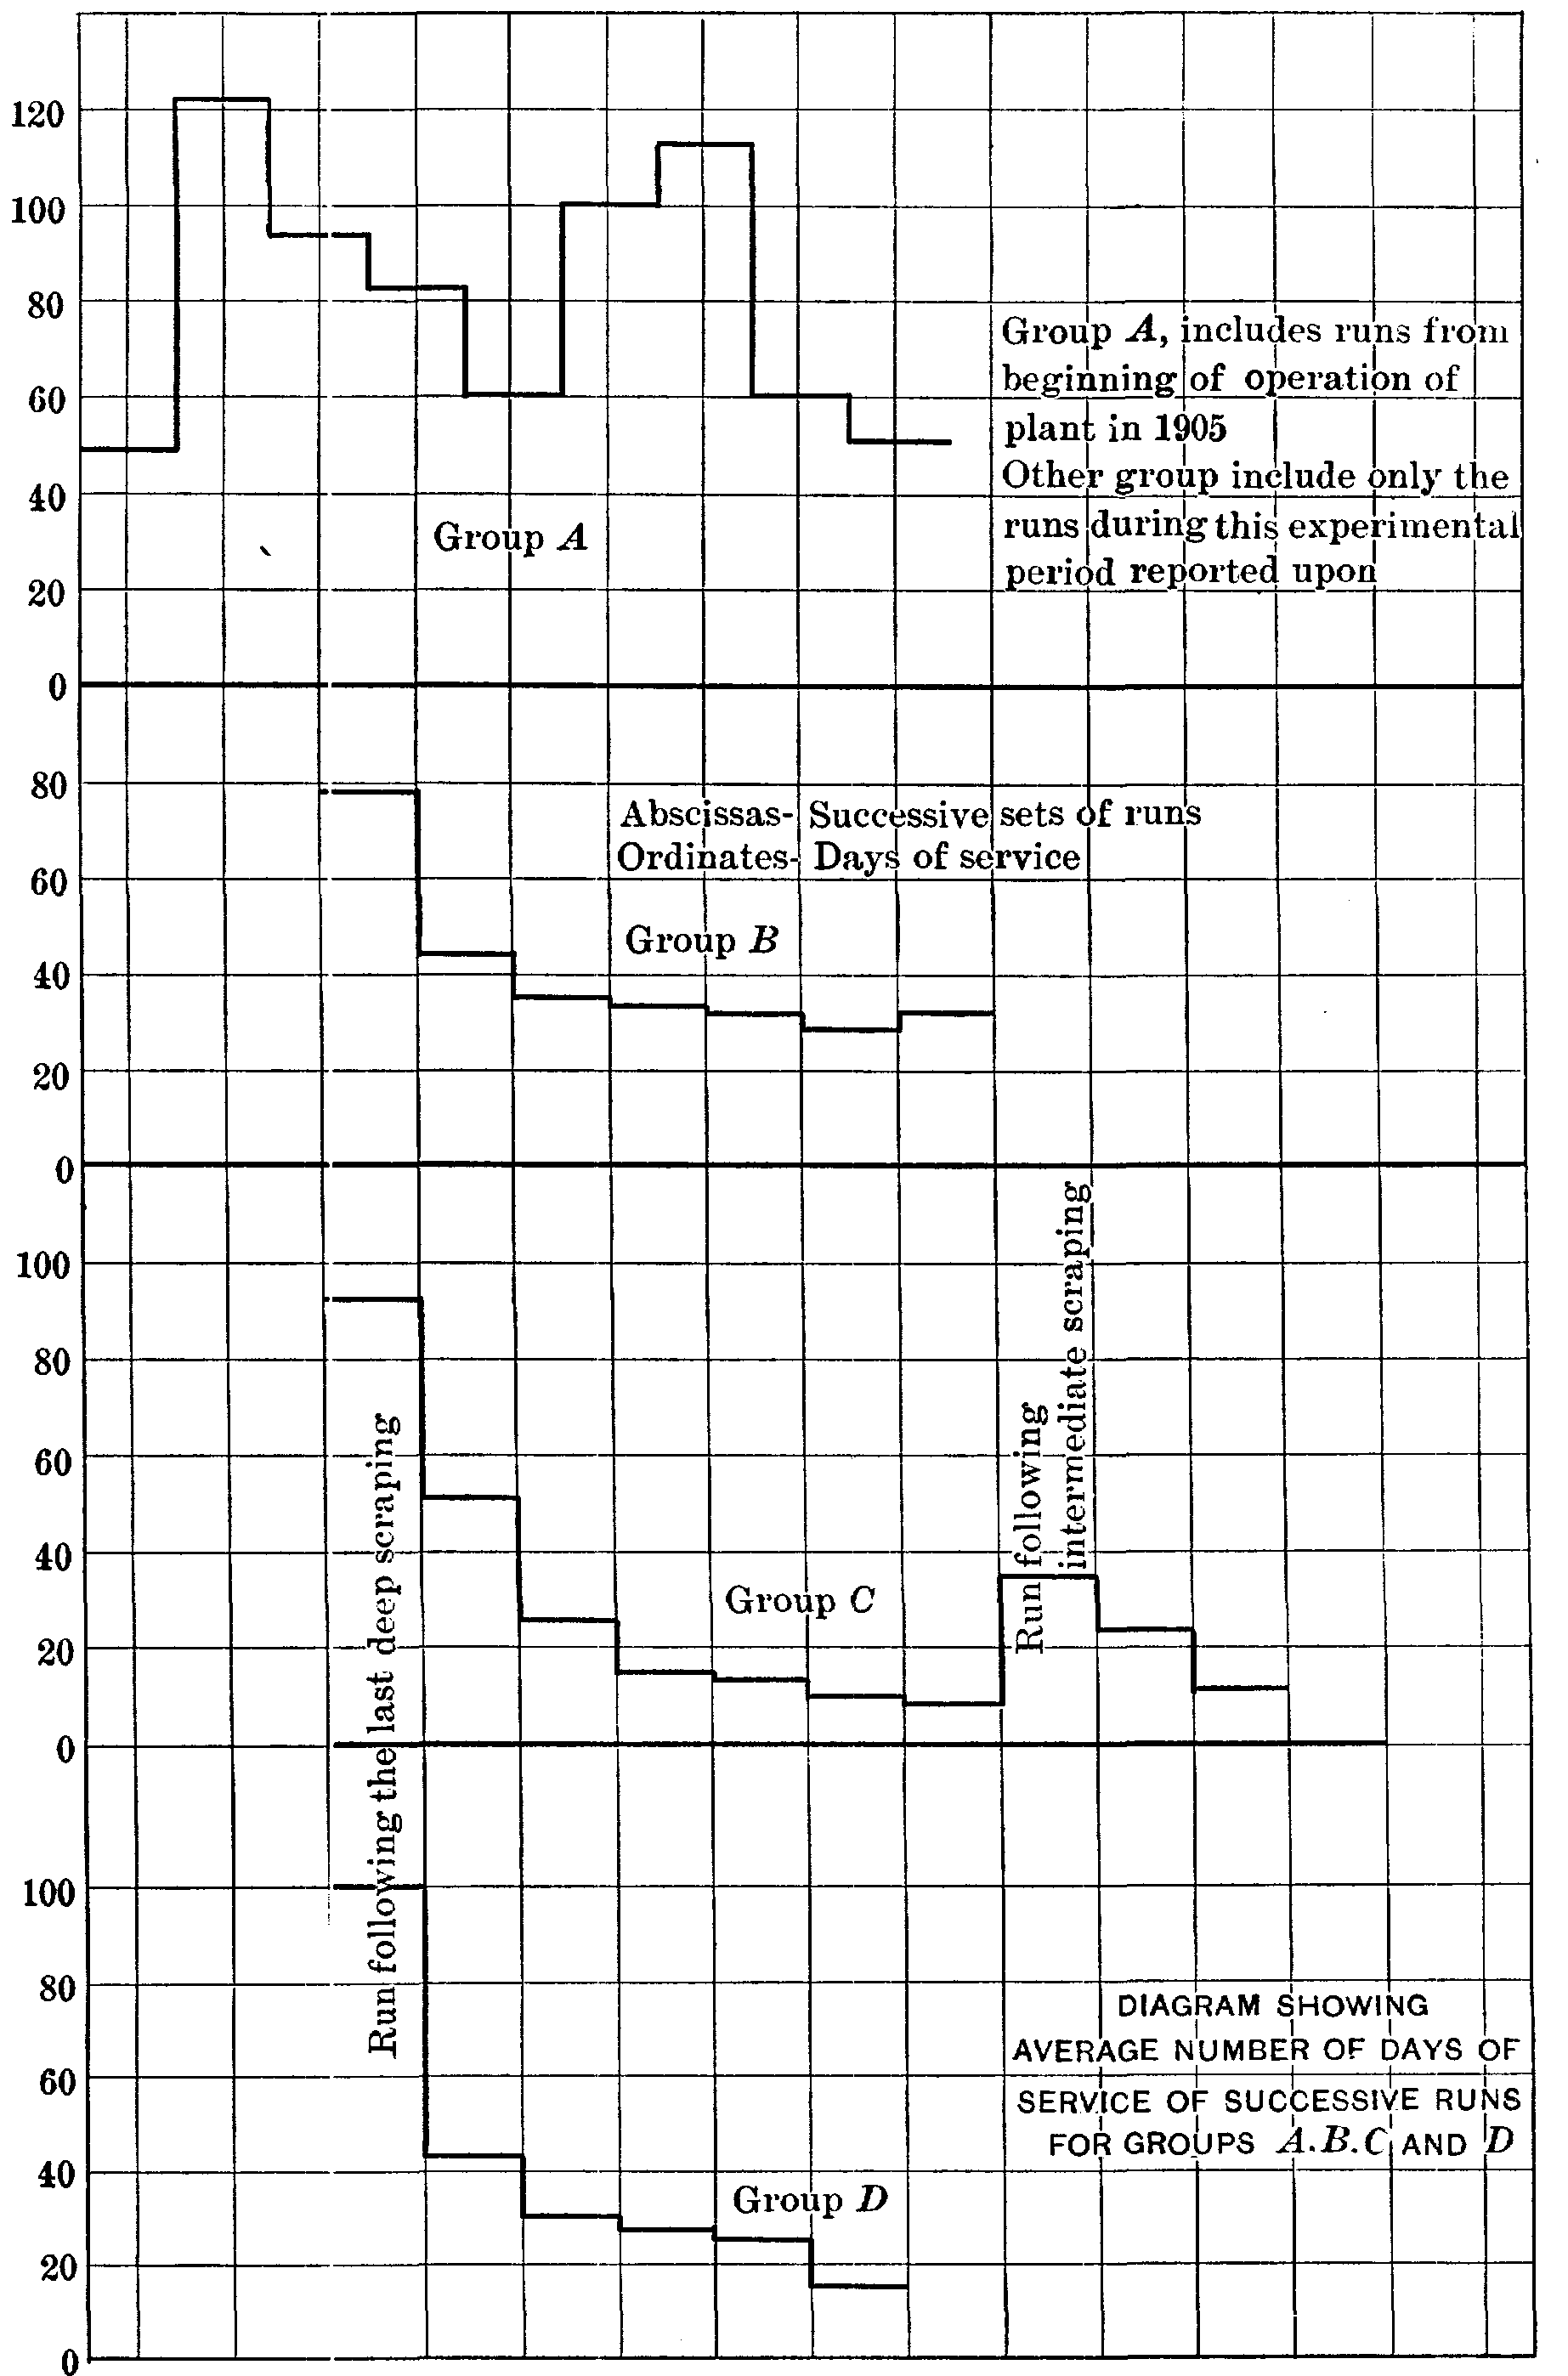 120
100
80
60
40
20
0
Group A
Group A, includes runs from
beginning of operation of
plant in 1905
Other group include only the
runs during this experimental
period reported upon
80
60
40
20
0
Abscissas- Successive sets of runs
Ordinates- Days of service
Group B
100
80
60
40
20
0
Run following the last deep scraping
Group C
Run following
intermediate scraping
100
80
60
40
20
0
Group D
DIAGRAM SHOWING
AVERAGE NUMBER OF DAYS OF
SERVICE OF SUCCESSIVE RUNS
FOR GROUPS A.B.C AND D